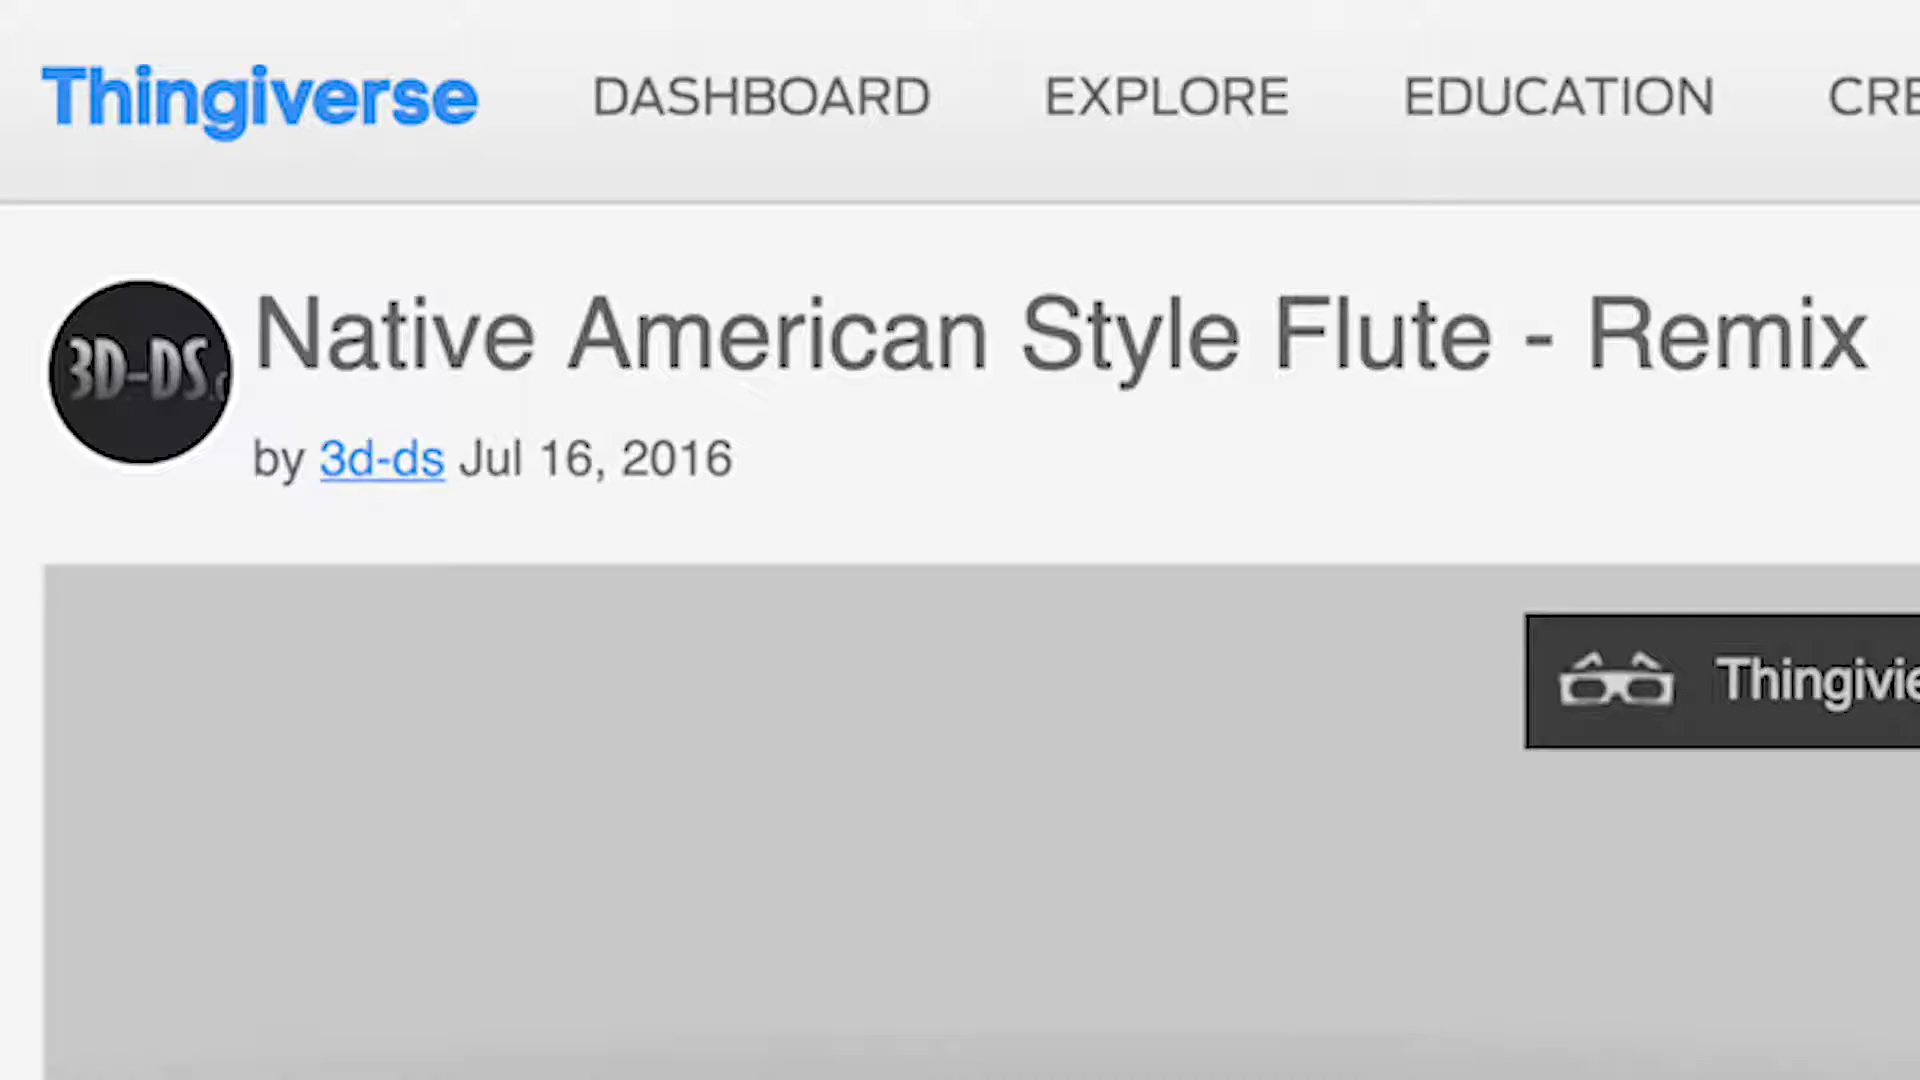 Thingiverse DASHBOARD EXPLORE EDUCATION
3D-DS
Native American Style Flute - Remix
by 3d-ds Jul 16, 2016